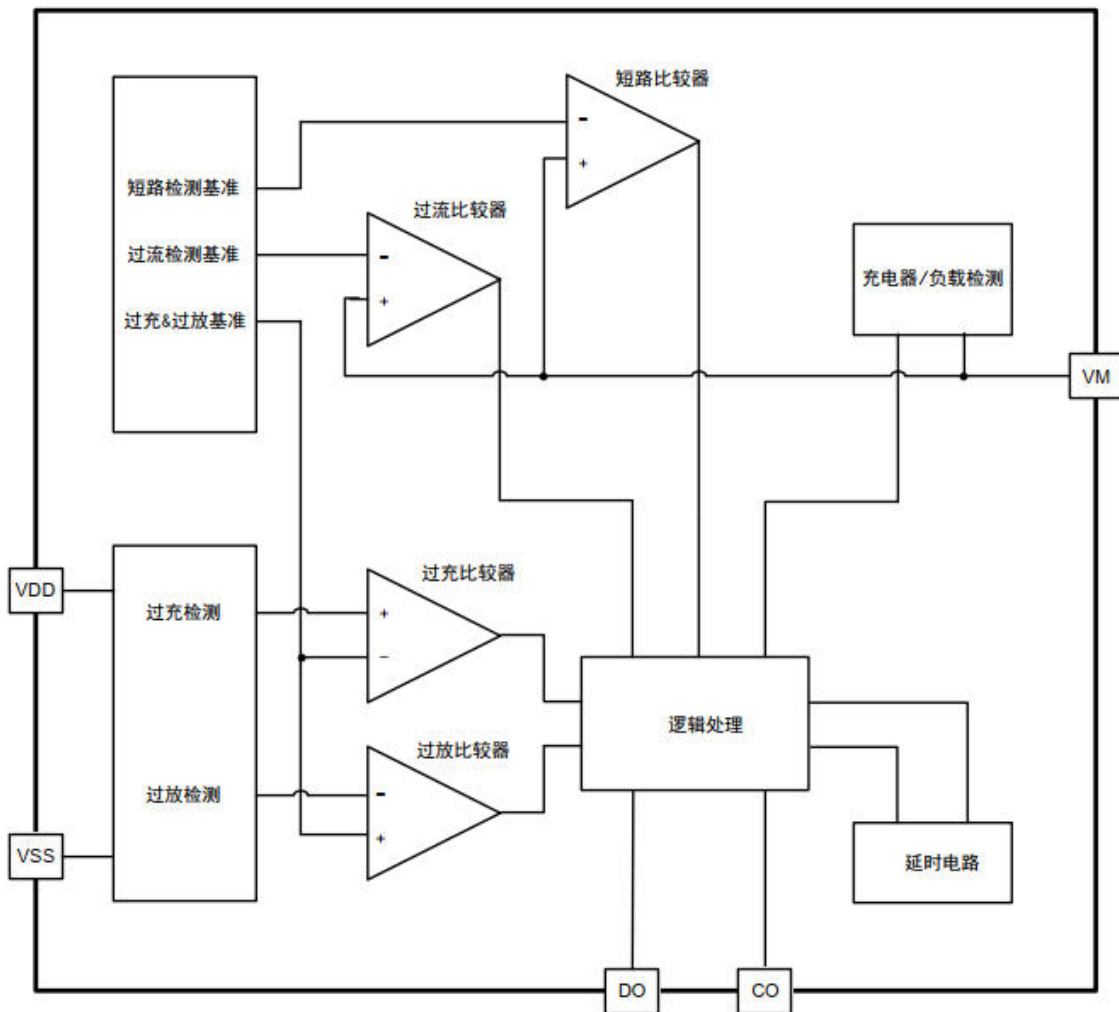 短路比较器
-
+
短路检测基准
过流比较器
过流检测基准
-
+
充电器/负载检测
过充&过放基准
VM
过充比较器
VDD
过充检测
+
-
逻辑处理
过放比较器
过放检测
-
+
VSS
延时电路
DO
CO